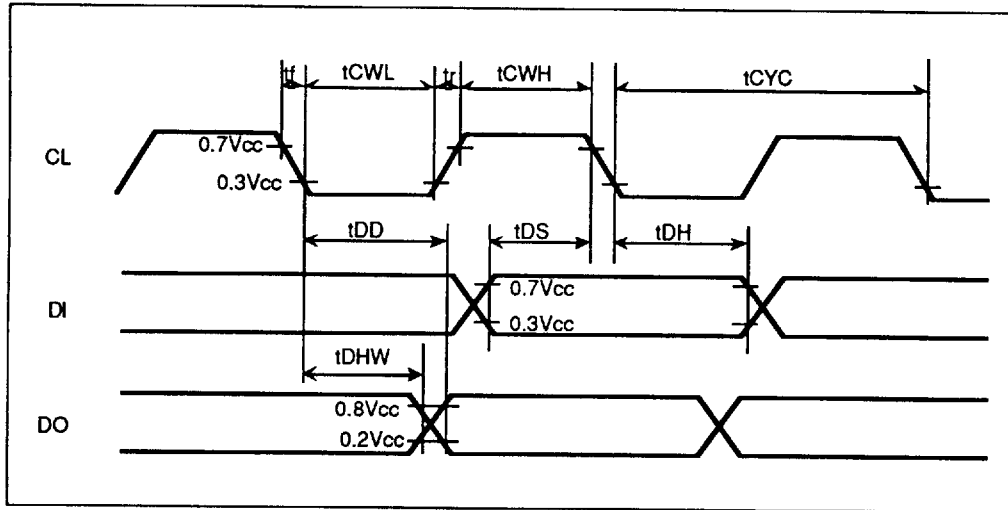 tf tCWL tr tCWH tCYC
CL
0.7Vcc
0.3Vcc
tDD tDS tDH
DI
0.7Vcc
0.3Vcc
tDHW
DO
0.8Vcc
0.2Vcc